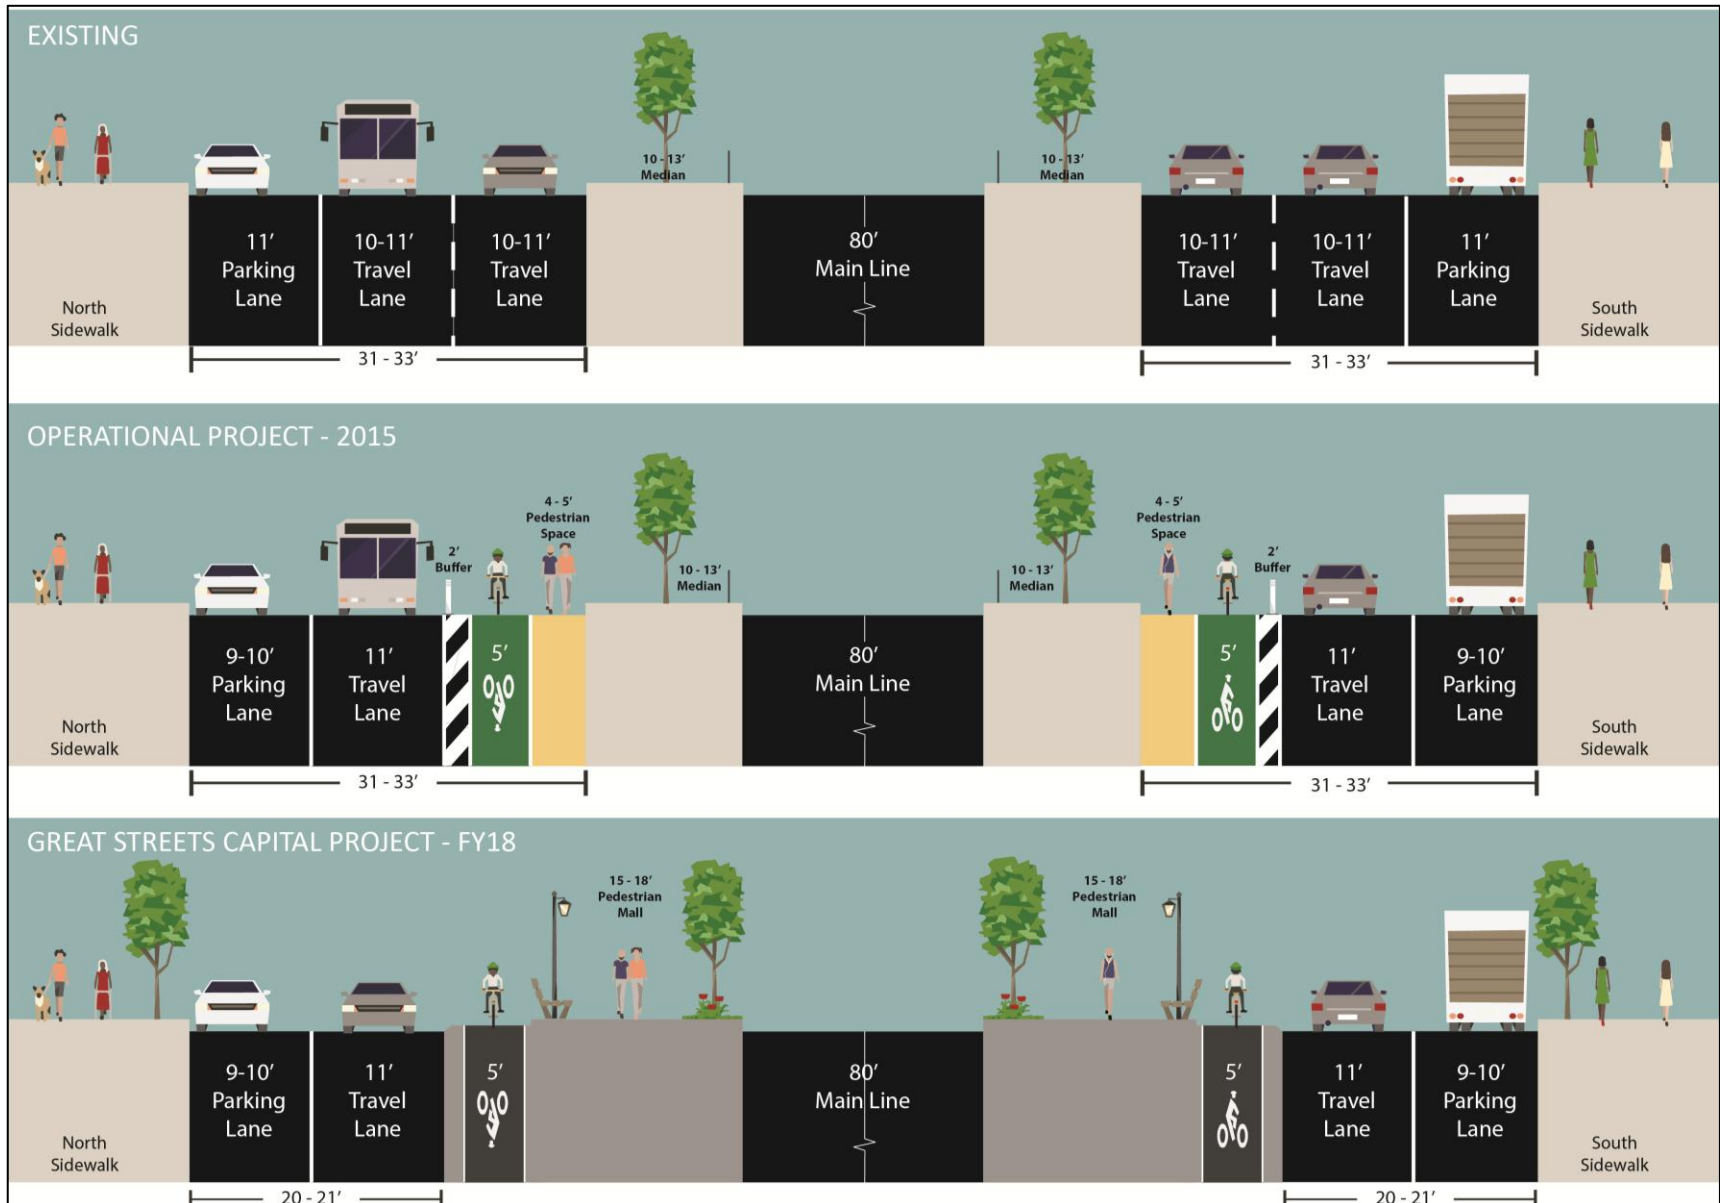 EXISTING
10 - 13'
Median
10 - 13'
Median
11'
Parking
Lane
10-11'
Travel
Lane
10-11'
Travel
Lane
80'
Main Line
10-11'
Travel
Lane
10-11'
Travel
Lane
11'
Parking
Lane
North
Sidewalk
South
Sidewalk
31 - 33'
31 - 33'
OPERATIONAL PROJECT - 2015
2'
Buffer
4 - 5'
Pedestrian
Space
10 - 13'
Median
10 - 13'
Median
4 - 5'
Pedestrian
Space
2'
Buffer
9-10'
Parking
Lane
11'
Travel
Lane
5'
80'
Main Line
5'
11'
Travel
Lane
9-10'
Parking
Lane
North
Sidewalk
South
Sidewalk
31 - 33'
31 - 33'
GREAT STREETS CAPITAL PROJECT - FY18
15 - 18'
Pedestrian
Mall
15 - 18'
Pedestrian
Mall
9-10'
Parking
Lane
11'
Travel
Lane
5'
80'
Main Line
5'
11'
Travel
Lane
9-10'
Parking
Lane
North
Sidewalk
South
Sidewalk
20 - 21'
20 - 21'